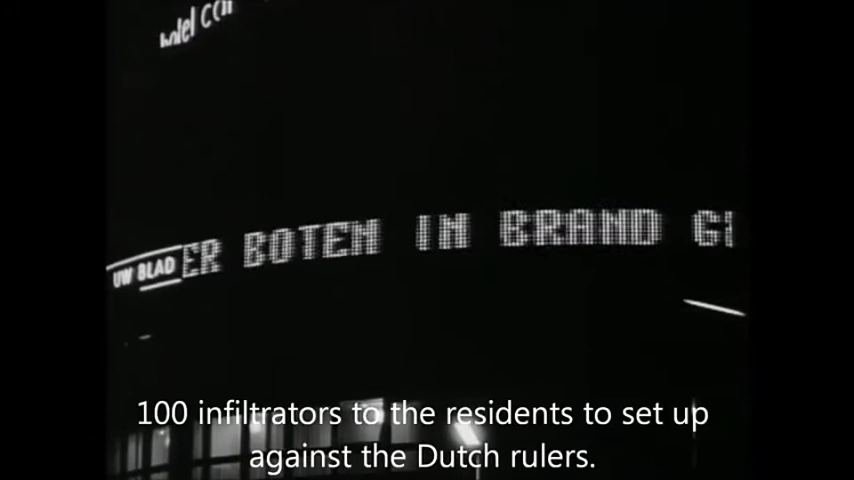 UW BLAD
ER BOTEN IN BRAND G
100 infiltrators to the residents to set up
against the Dutch rulers.